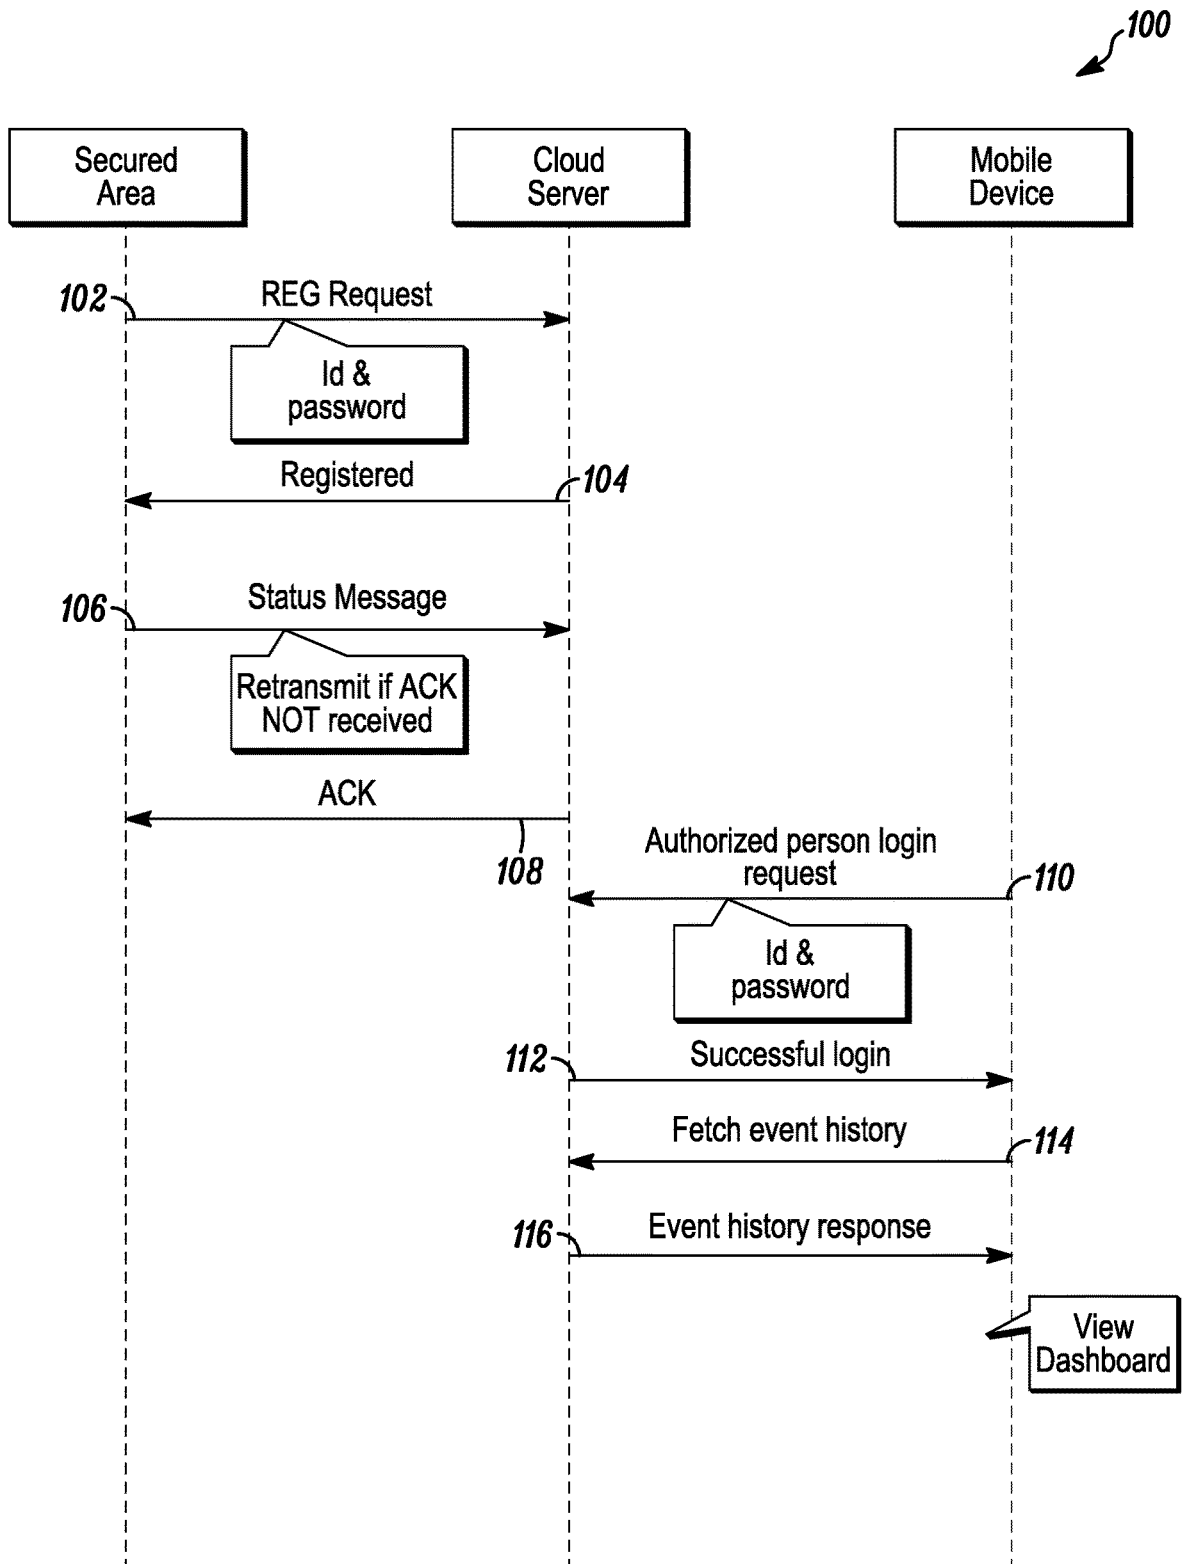 100
Secured
Area
Cloud
Server
Mobile
Device
102
REG Request
Id &
password
Registered
104
106
Status Message
Retransmit if ACK
NOT received
ACK
108
Authorized person login
request
110
Id &
password
112
Successful login
Fetch event history
114
116
Event history response
View
Dashboard